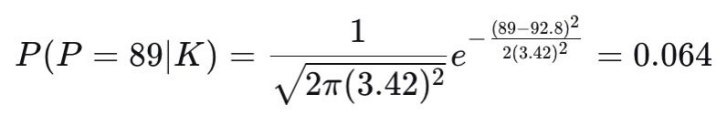 P(P = 89|K) = \frac{1}{\sqrt{2\pi(3.42)^2}} e^{-\frac{(89-92.8)^2}{2(3.42)^2}} = 0.064